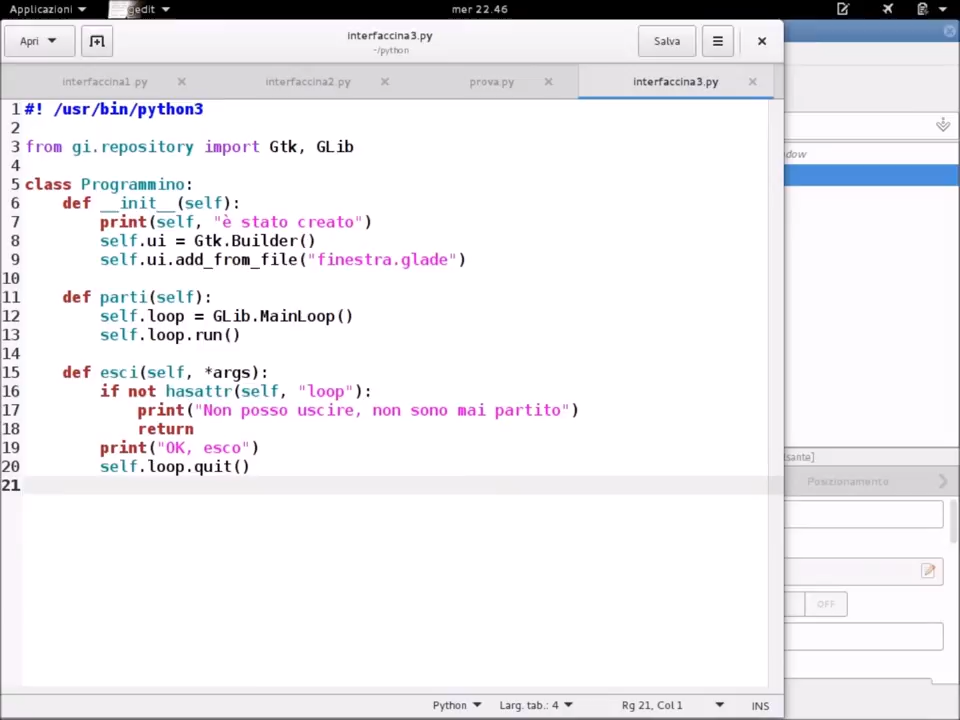 Applicazioni
gedit
mer 22.46
Apri
interfaccina3.py
~/python
Salva
interfaccina1.py
interfaccina2.py
prova.py
interfaccina3.py
1 #! /usr/bin/python3
2
3 from gi.repository import Gtk, GLib
4
5 class Programmino:
6     def __init__(self):
7         print(self, "è stato creato")
8         self.ui = Gtk.Builder()
9         self.ui.add_from_file("finestra.glade")
10
11     def parti(self):
12         self.loop = GLib.MainLoop()
13         self.loop.run()
14
15     def esci(self, *args):
16         if not hasattr(self, "loop"):
17             print("Non posso uscire, non sono mai partito")
18             return
19         print("OK, esco")
20         self.loop.quit()
21
Posizionamento
OFF
Python
Larg. tab.: 4
Rg 21, Col 1
INS